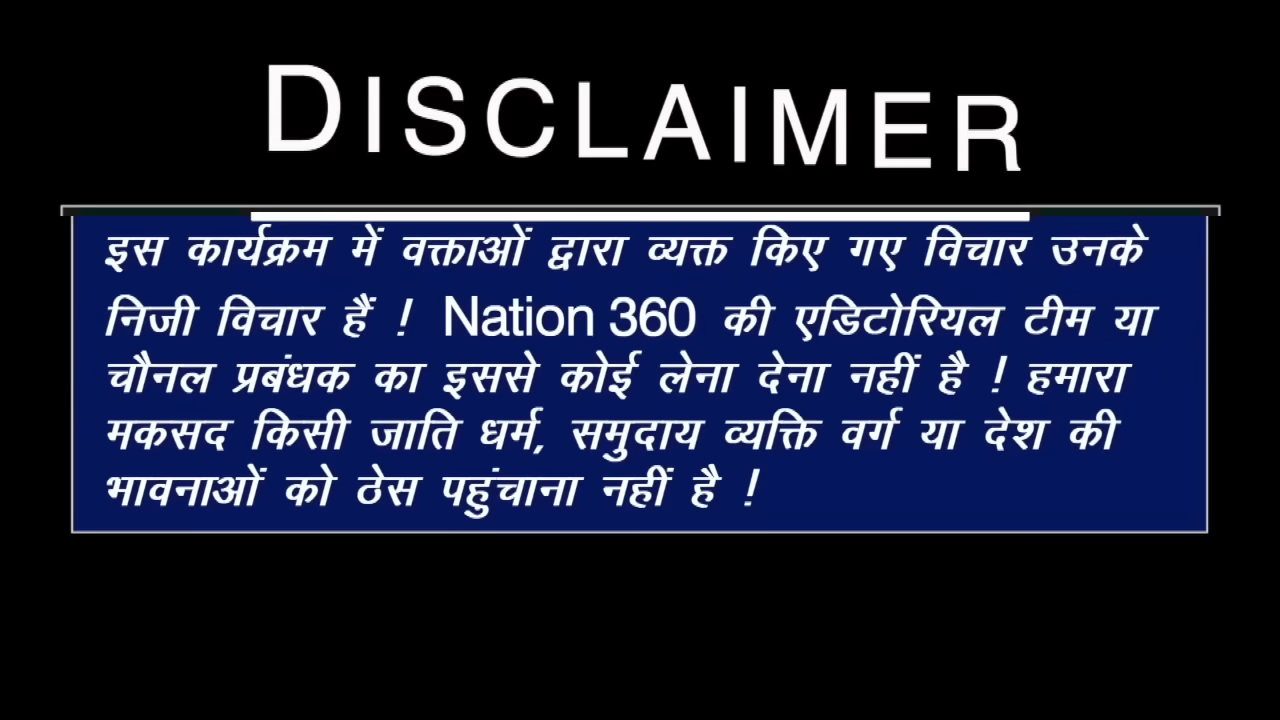 DISCLAIMER
इस कार्यक्रम में वक्ताओं द्वारा व्यक्त किए गए विचार उनके
निजी विचार हैं ! Nation 360 की एडिटोरियल टीम या
चौनल प्रबंधक का इससे कोई लेना देना नहीं है ! हमारा
मकसद किसी जाति धर्म, समुदाय व्यक्ति वर्ग या देश की
भावनाओं को ठेस पहुंचाना नहीं है !